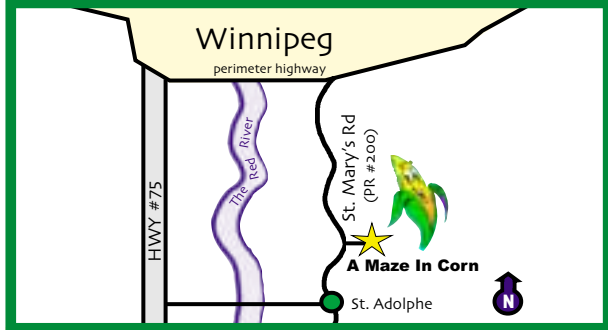 Winnipeg
perimeter highway
HWY #75
The Red River
St. Mary's Rd
(PR #200)
A Maze In Corn
St. Adolphe
N